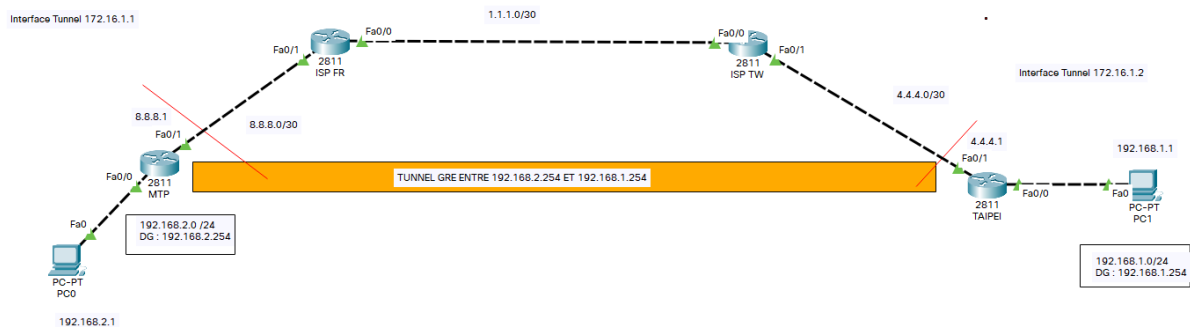 Interface Tunnel 172.16.1.1
1.1.1.0/30
Fa0/0
Fa0/1
2811
ISP FR
Fa0/0
Fa0/1
2811
ISP TW
Interface Tunnel 172.16.1.2
4.4.4.0/30
8.8.8.1
8.8.8.0/30
Fa0/1
Fa0/0
2811
MTP
TUNNEL GRE ENTRE 192.168.2.254 ET 192.168.1.254
4.4.4.1
Fa0/1
192.168.1.1
2811
TAIPEI
Fa0/0
Fa0
PC-PT
PC1
Fa0
192.168.2.0 /24
DG : 192.168.2.254
PC-PT
PC0
192.168.1.0/24
DG : 192.168.1.254
192.168.2.1